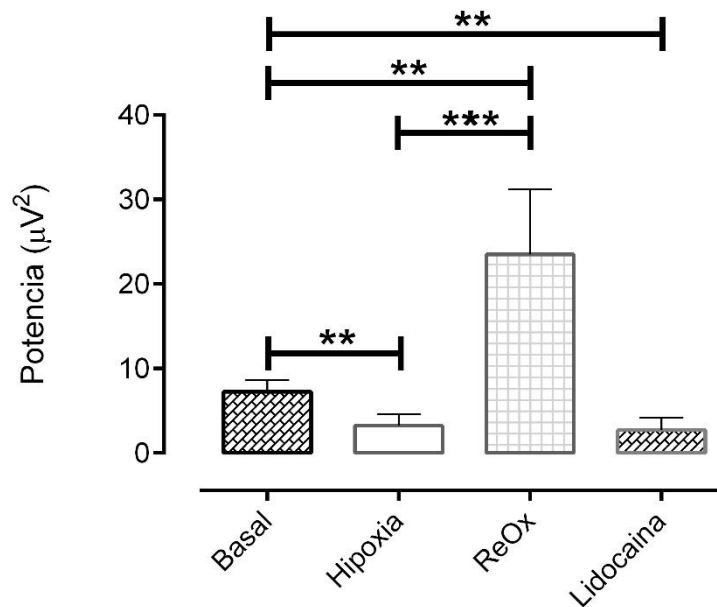 **
**
***
40
30
20
10
0
**
Potencia (μV²)
Basal
Hipoxia
ReOx
Lidocaina